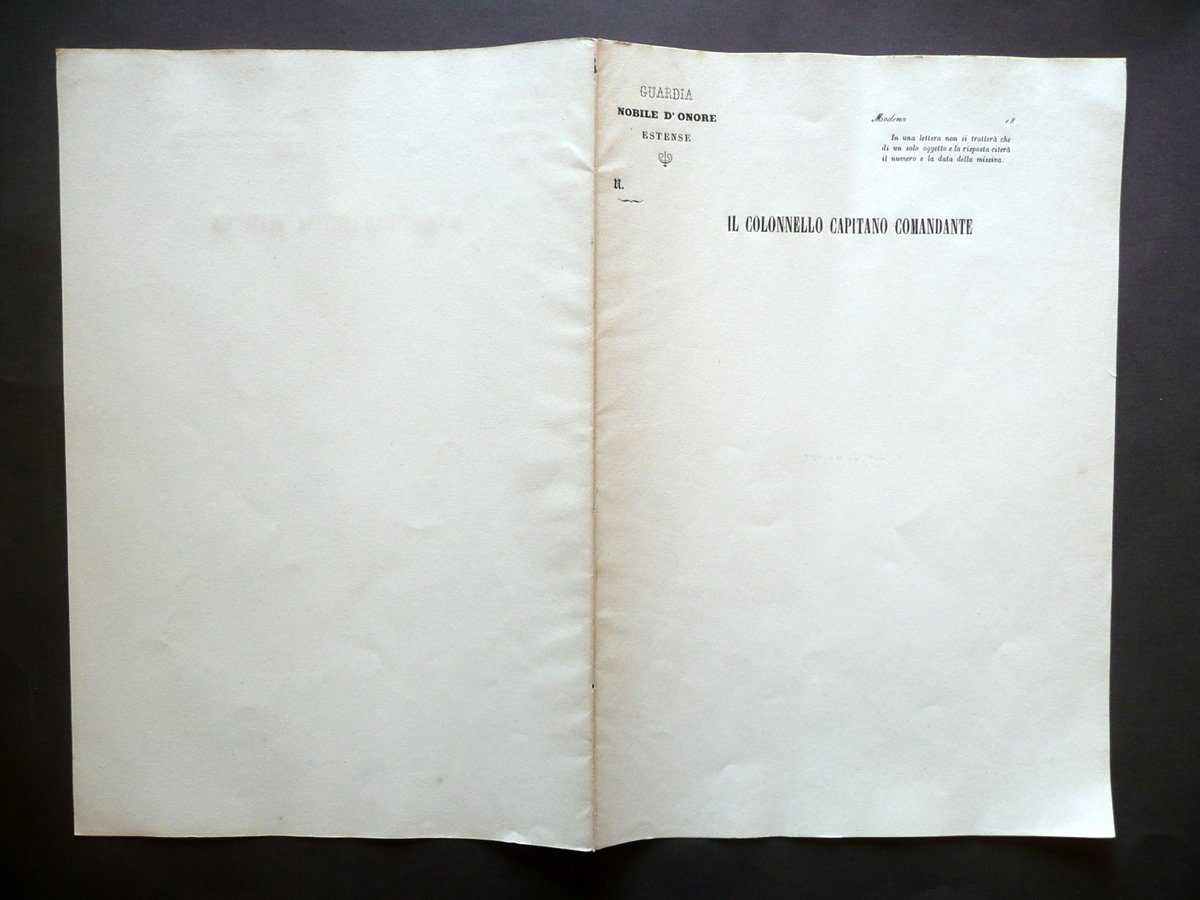 GUARDIA
NOBILE D' ONORE
ESTENSE
N.
Modena 18
In una lettera non si tratterà che
di un solo oggetto e la risposta citerà
il numero e la data della missiva.
IL COLONNELLO CAPITANO COMANDANTE